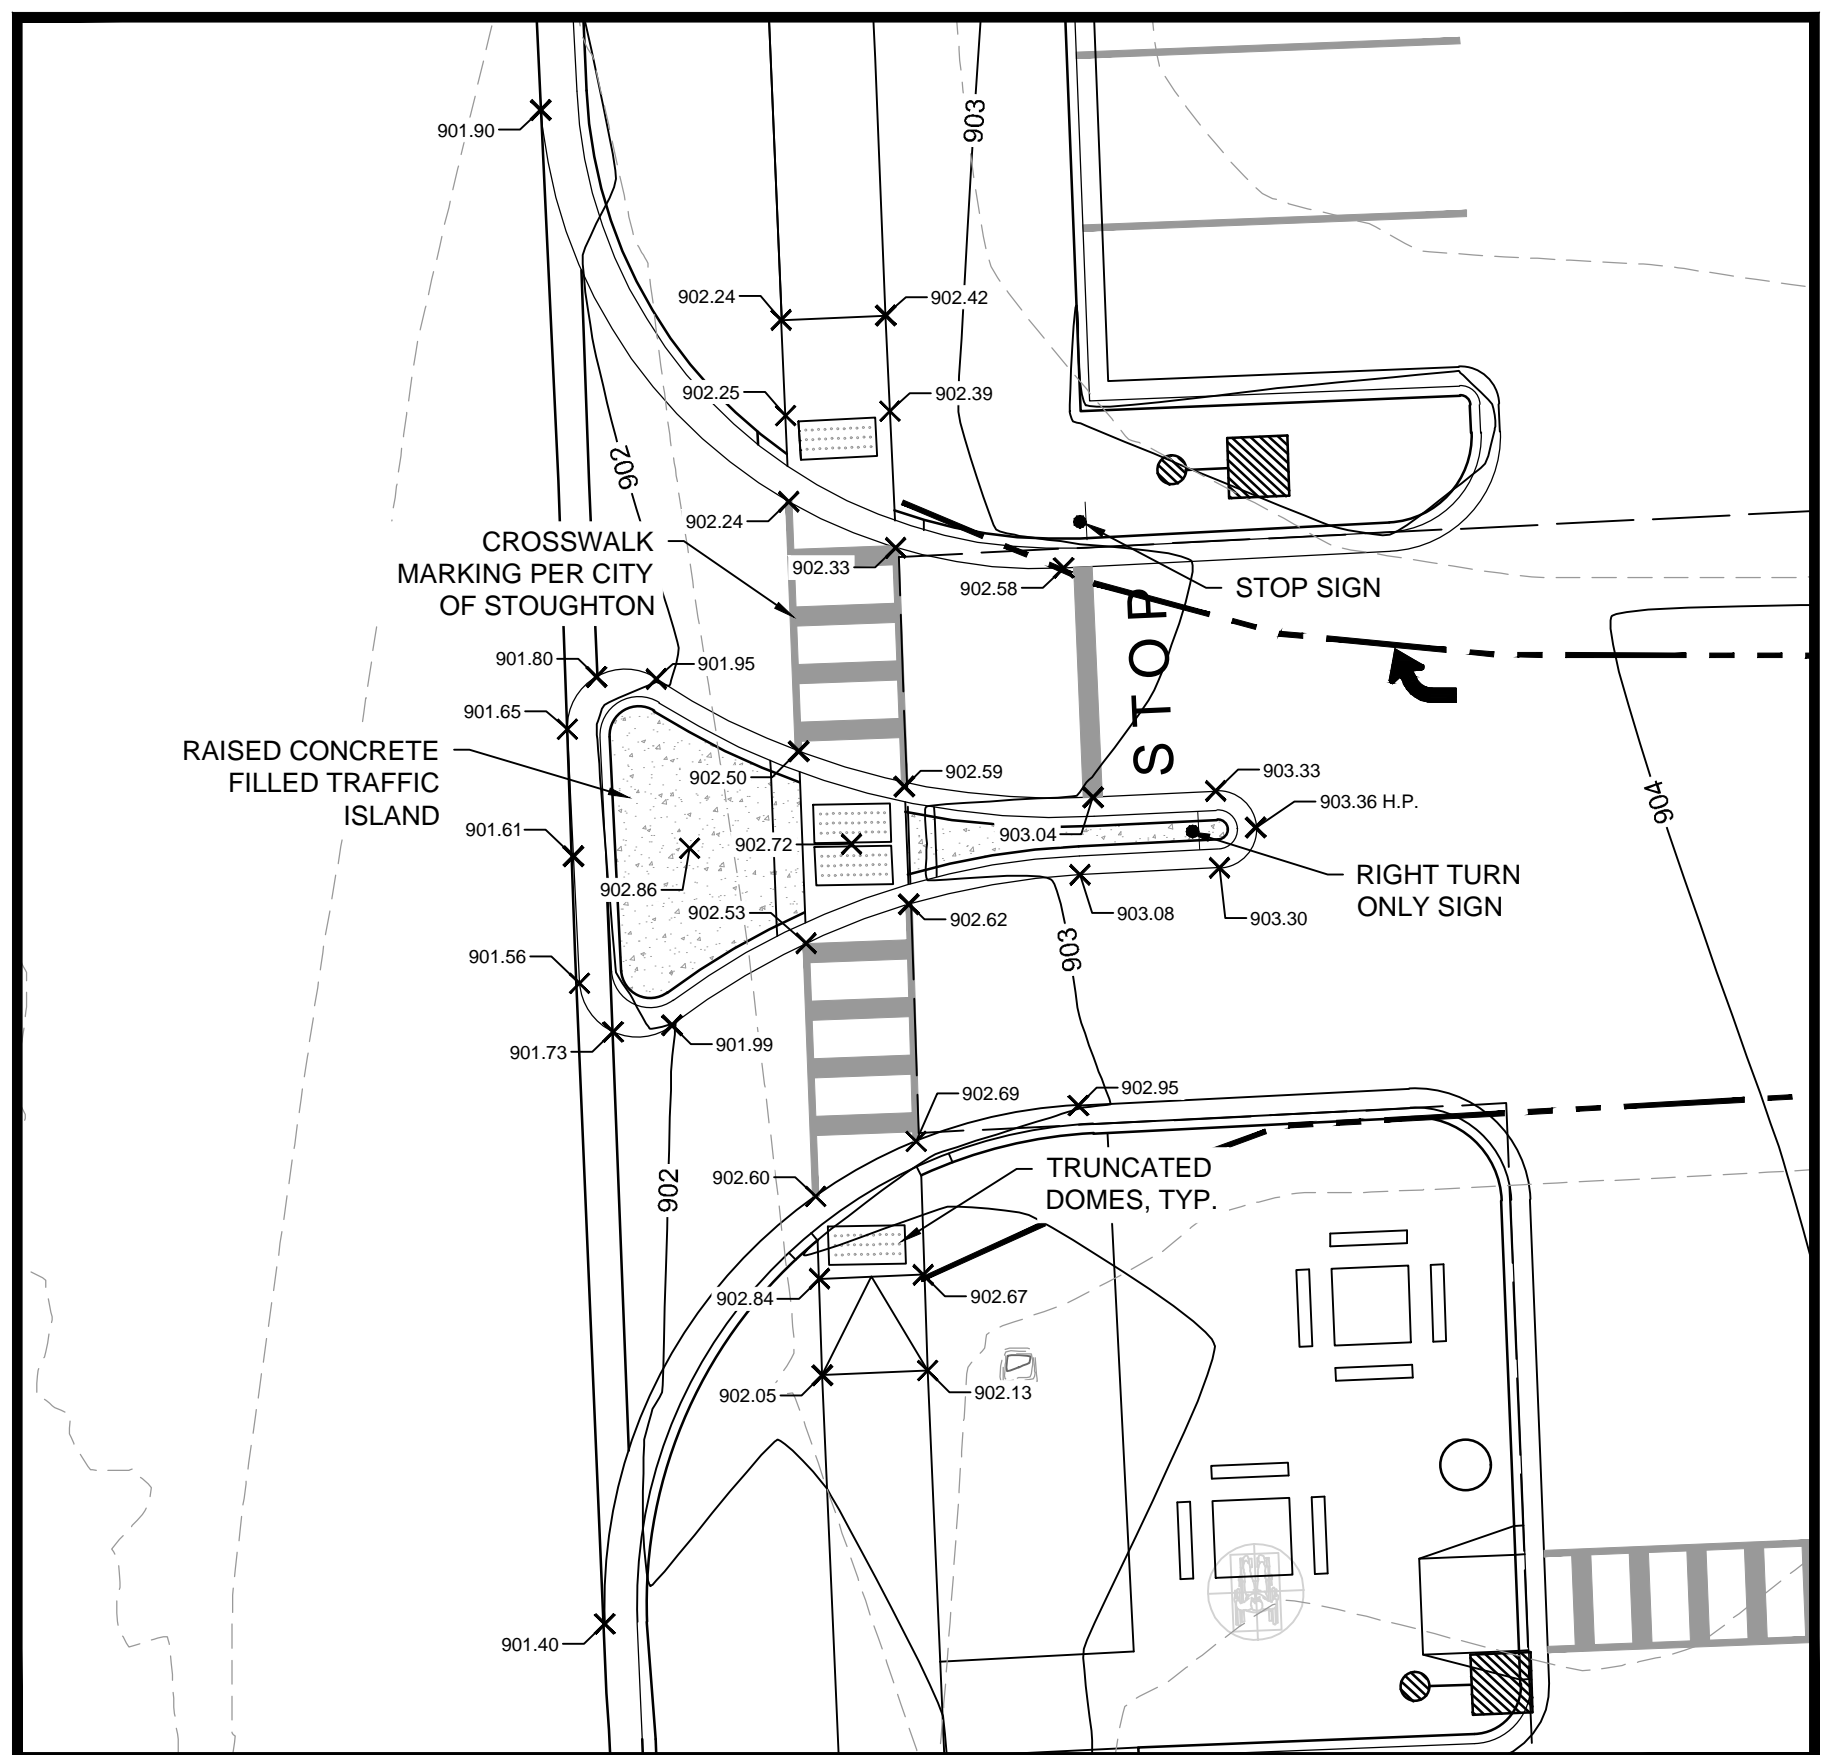 903
901.90
902.24
902.42
902.25
902.39
902
902.24
CROSSWALK
MARKING PER CITY
OF STOUGHTON
902.33
902.58
STOP SIGN
STOP
901.80
901.95
901.65
RAISED CONCRETE
FILLED TRAFFIC
ISLAND
902.50
902.59
903.33
903.36 H.P.
904
901.61
902.72
903.04
902.86
RIGHT TURN
ONLY SIGN
902.53
902.62
903.08
903.30
903
901.56
901.73
901.99
902.69
902.95
902.60
902
TRUNCATED
DOMES, TYP.
902.84
902.67
902.05
902.13
901.40